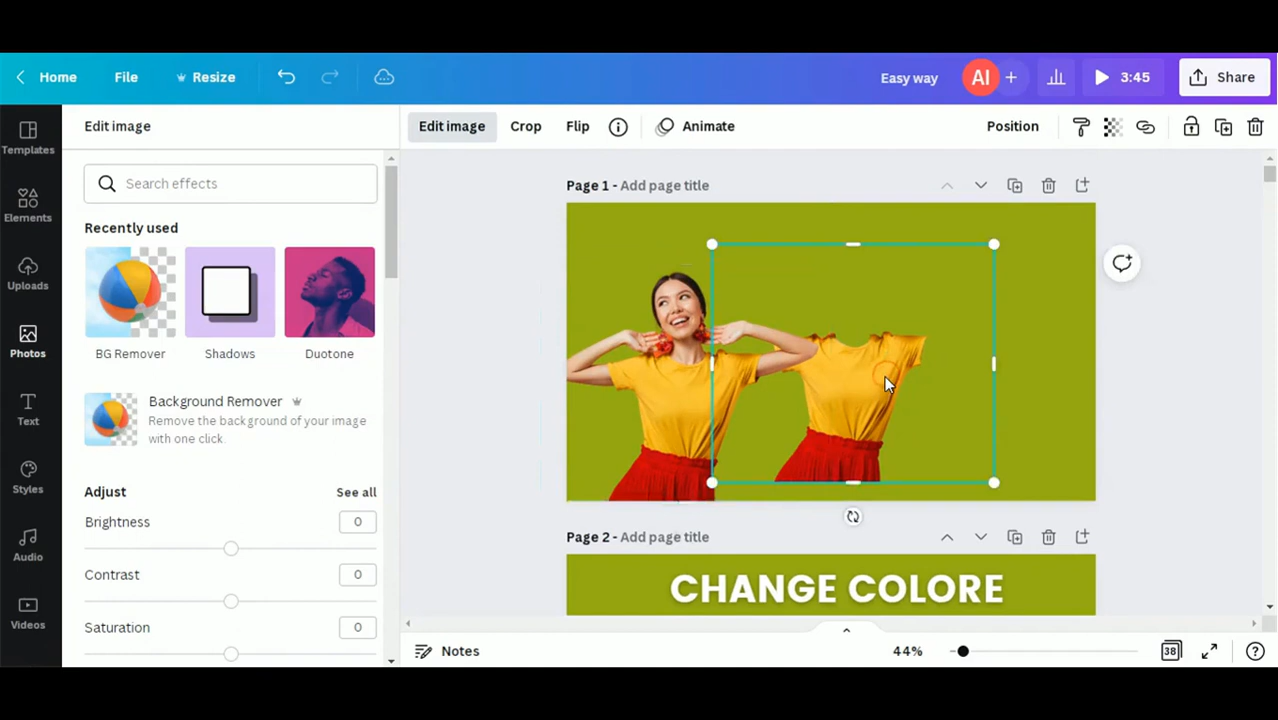 Home File Resize Easy way AI + 3:45 Share
Templates
Elements
Uploads
Photos
Text
Styles
Audio
Videos
Edit image
Search effects
Recently used
BG Remover Shadows Duotone
Background Remover
Remove the background of your image
with one click.
Adjust See all
Brightness 0
Contrast 0
Saturation 0
Edit image Crop Flip Animate Position
Page 1 - Add page title
Page 2 - Add page title
CHANGE COLORE
Notes 44% 38